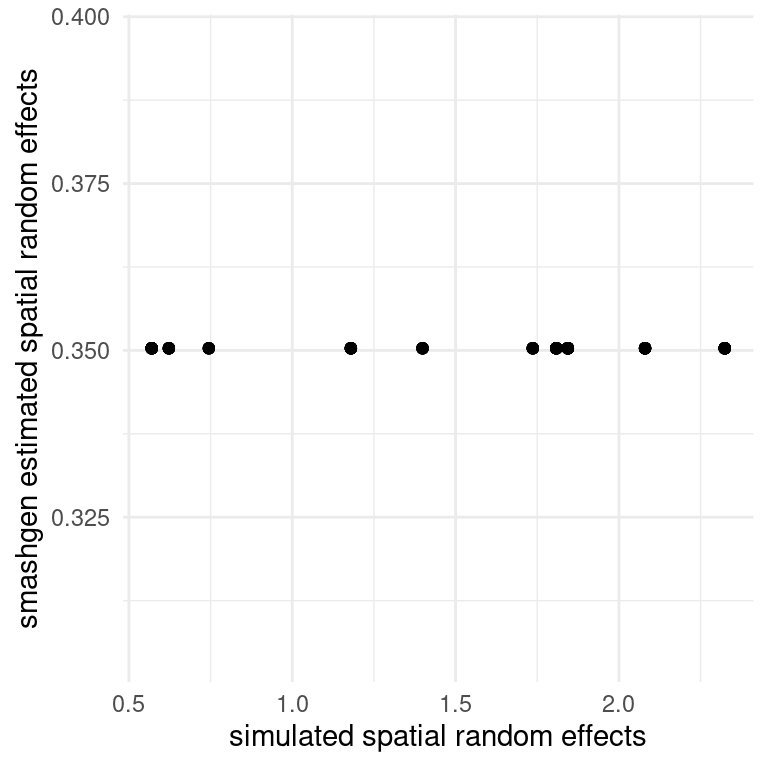 0.400
0.375
0.350
0.325
smashgen estimated spatial random effects
0.5 1.0 1.5 2.0
simulated spatial random effects